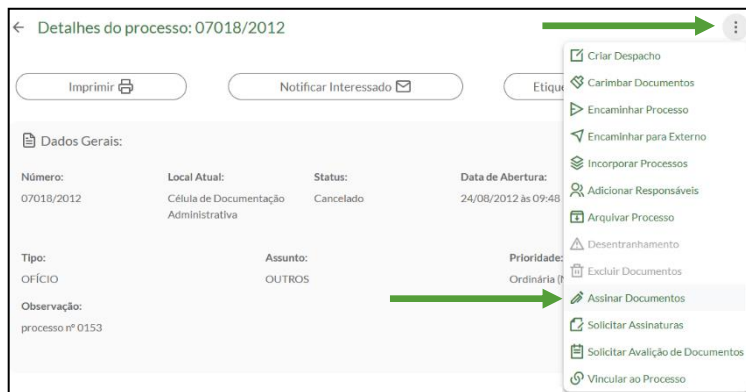 Detalhes do processo: 07018/2012
Imprimir
Notificar Interessado
Etique
Dados Gerais:
Número:
Local Atual:
Status:
Data de Abertura:
07018/2012
Célula de Documentação
Administrativa
Cancelado
24/08/2012 às 09:48
Tipo:
Assunto:
Prioridade:
OFÍCIO
OUTROS
Ordinária (
Observação:
processo nº 0153
Criar Despacho
Carimbar Documentos
Encaminhar Processo
Encaminhar para Externo
Incorporar Processos
Adicionar Responsáveis
Arquivar Processo
Desentranhamento
Excluir Documentos
Assinar Documentos
Solicitar Assinaturas
Solicitar Avalição de Documentos
Vincular ao Processo